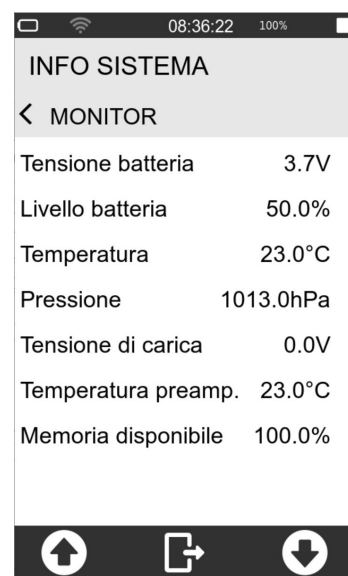 08:36:22 100%
INFO SISTEMA
MONITOR
Tensione batteria 3.7V
Livello batteria 50.0%
Temperatura 23.0°C
Pressione 1013.0hPa
Tensione di carica 0.0V
Temperatura preamp. 23.0°C
Memoria disponibile 100.0%